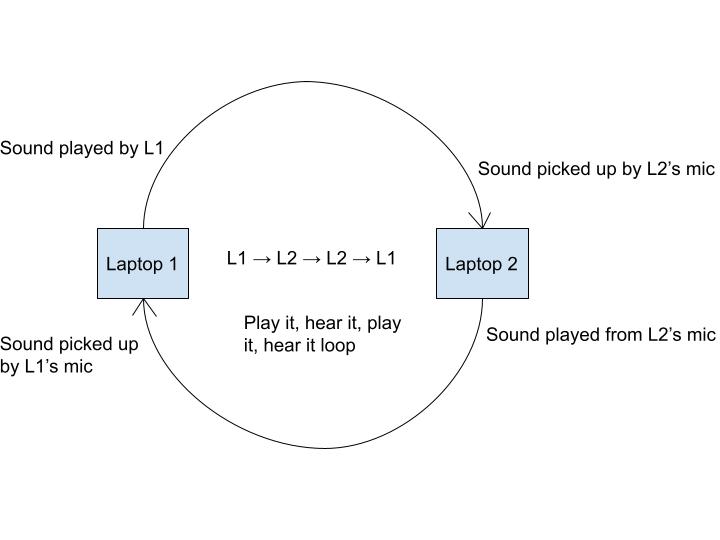 Sound played by L1
Sound picked up by L2’s mic
Laptop 1
L1 → L2 → L2 → L1
Laptop 2
Play it, hear it, play
it, hear it loop
Sound played from L2’s mic
Sound picked up
by L1’s mic